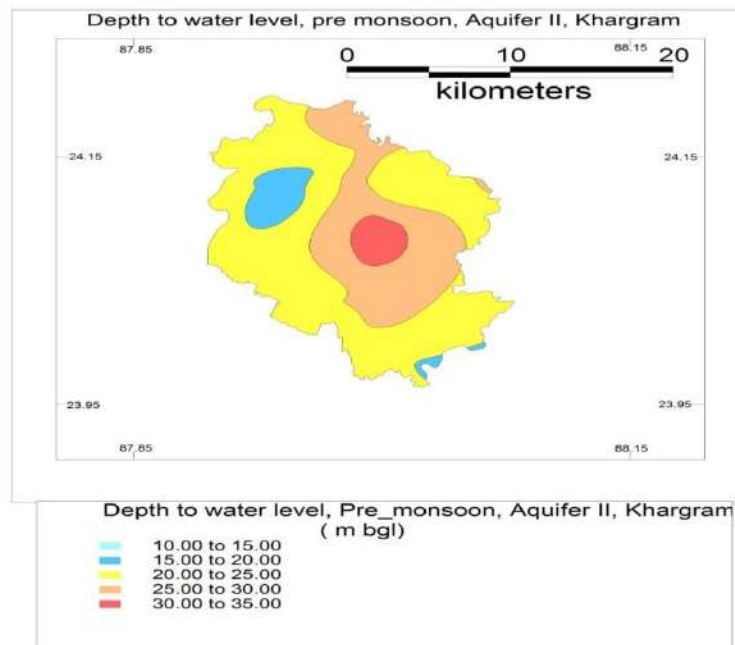 Depth to water level, pre monsoon, Aquifer II, Khargram
87.85
0 10 20
88.15
kilometers
24.15 24.15
23.95 23.95
87.85 88.15
Depth to water level, Pre_monsoon, Aquifer II, Khargram
( m bgl)
10.00 to 15.00
15.00 to 20.00
20.00 to 25.00
25.00 to 30.00
30.00 to 35.00